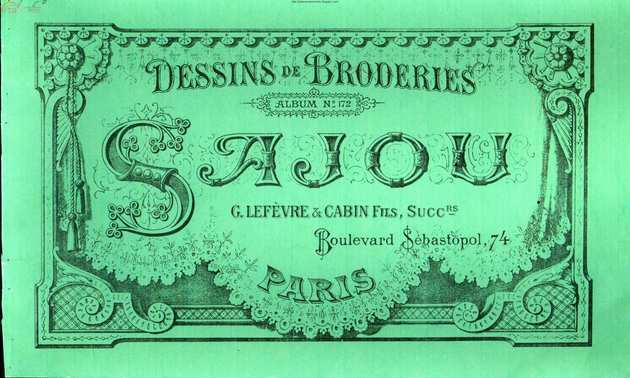 DESSINS DE BRODERIES
ALBUM No 172
SAJOU
G. LEFÈVRE & CABIN FILS, SUCCRS
Boulevard Sébastopol, 74
PARIS